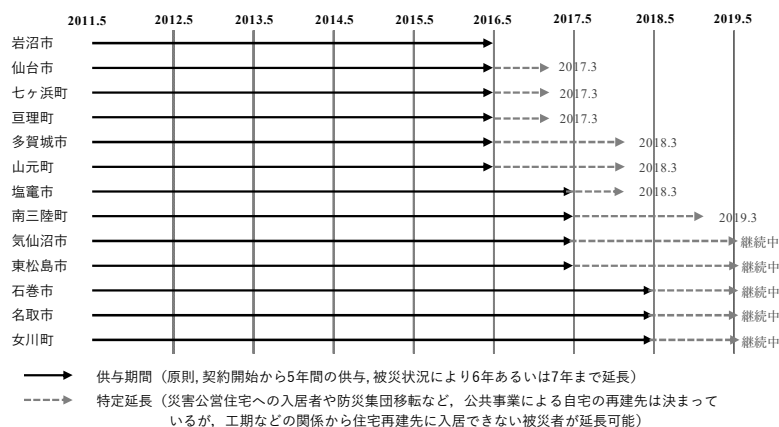 2011.5 2012.5 2013.5 2014.5 2015.5 2016.5 2017.5 2018.5 2019.5
岩沼市
仙台市 2017.3
七ヶ浜町 2017.3
亘理町 2017.3
多賀城市 2018.3
山元町 2018.3
塩竈市 2018.3
南三陸町 2019.3
気仙沼市 継続中
東松島市 継続中
石巻市 継続中
名取市 継続中
女川町 継続中
供与期間（原則,契約開始から5年間の供与,被災状況により6年あるいは7年まで延長）
特定延長（災害公営住宅への入居者や防災集団移転など，公共事業による自宅の再建先は決まって
いるが，工期などの関係から住宅再建先に入居できない被災者が延長可能）